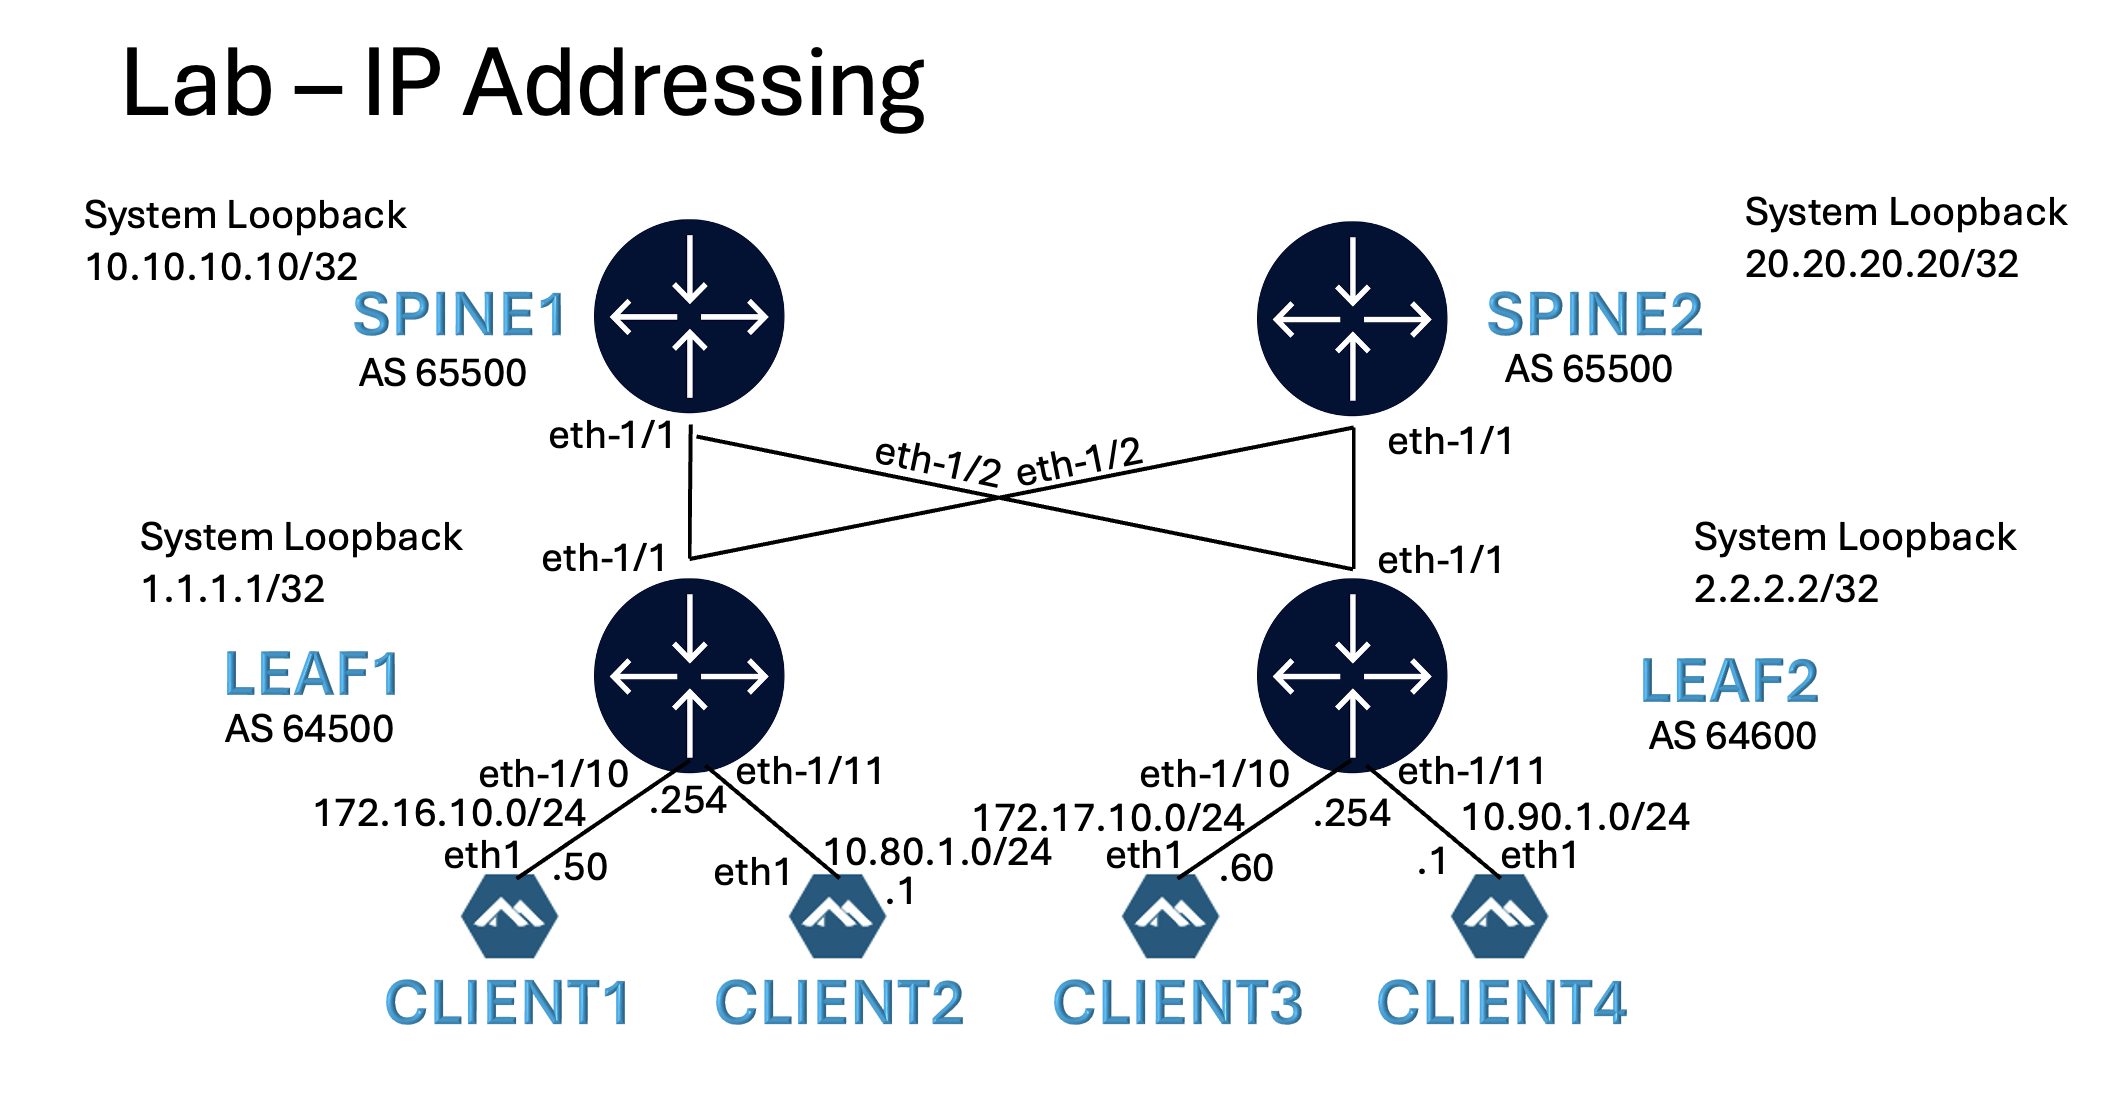 Lab – IP Addressing
System Loopback
10.10.10.10/32
SPINE1
AS 65500
System Loopback
20.20.20.20/32
SPINE2
AS 65500
eth-1/1
eth-1/2
eth-1/2
eth-1/1
System Loopback
1.1.1.1/32
eth-1/1
eth-1/1
System Loopback
2.2.2.2/32
LEAF1
AS 64500
LEAF2
AS 64600
eth-1/10
eth-1/11
172.16.10.0/24
.254
eth1
.50
eth1
10.80.1.0/24
.1
eth-1/10
eth-1/11
172.17.10.0/24
.254
10.90.1.0/24
eth1
.60
.1
eth1
CLIENT1
CLIENT2
CLIENT3
CLIENT4